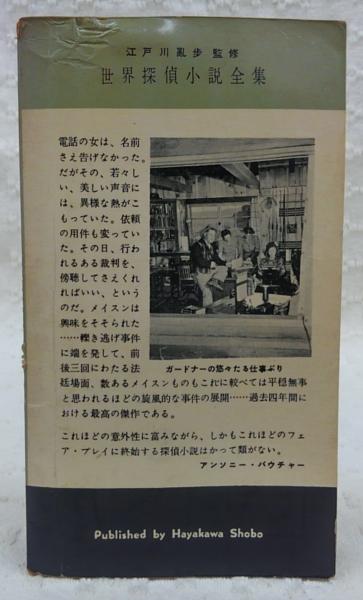 江戸川亂歩監修
世界探偵小説全集
電話の女は、名前
さえ告げなかった。
だがその、若々し
い、美しい声音に
は、異様な熱がこ
もっていた。依頼
の用件も変ってい
た。その日、行わ
れるある裁判を、
傍聴してさえくれ
ればいい、という
のだ。メイスンは
興味をそそられた
……轢き逃げ事件
に端を発して、前
後三回にわたる法
ガードナーの悠々たる仕事ぶり
廷場面、数あるメイスンものもこれに較べては平穏無事
と思われるほどの旋風的な事件の展開……過去四年間に
おける最高の傑作である。
これほどの意外性に富みながら、しかもこれほどのフェ
ア・プレイに終始する探偵小説はかって類がない。
アンソニー・バウチャー
Published by Hayakawa Shobo